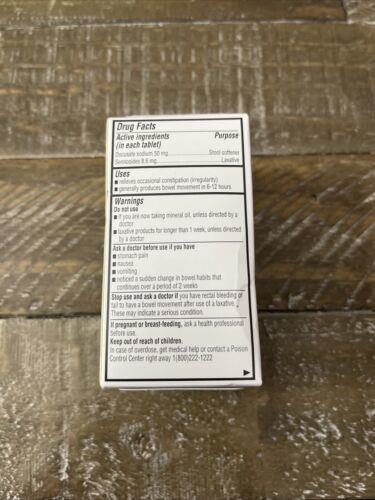 Drug Facts
Active ingredients Purpose
(in each tablet)
Docusate sodium 50 mg Stool softener
Sennosides 8.6 mg Laxative
Uses
■ relieves occasional constipation (irregularity)
■ generally produces bowel movement in 6-12 hours
Warnings
Do not use
■ if you are now taking mineral oil, unless directed by a
doctor
■ laxative products for longer than 1 week, unless directed
by a doctor
Ask a doctor before use if you have
■ stomach pain
■ nausea
■ vomiting
■ noticed a sudden change in bowel habits that
continues over a period of 2 weeks
Stop use and ask a doctor if you have rectal bleeding or
fail to have a bowel movement after use of a laxative.
These may indicate a serious condition.
If pregnant or breast-feeding, ask a health professional
before use.
Keep out of reach of children.
In case of overdose, get medical help or contact a Poison
Control Center right away 1(800)222-1222